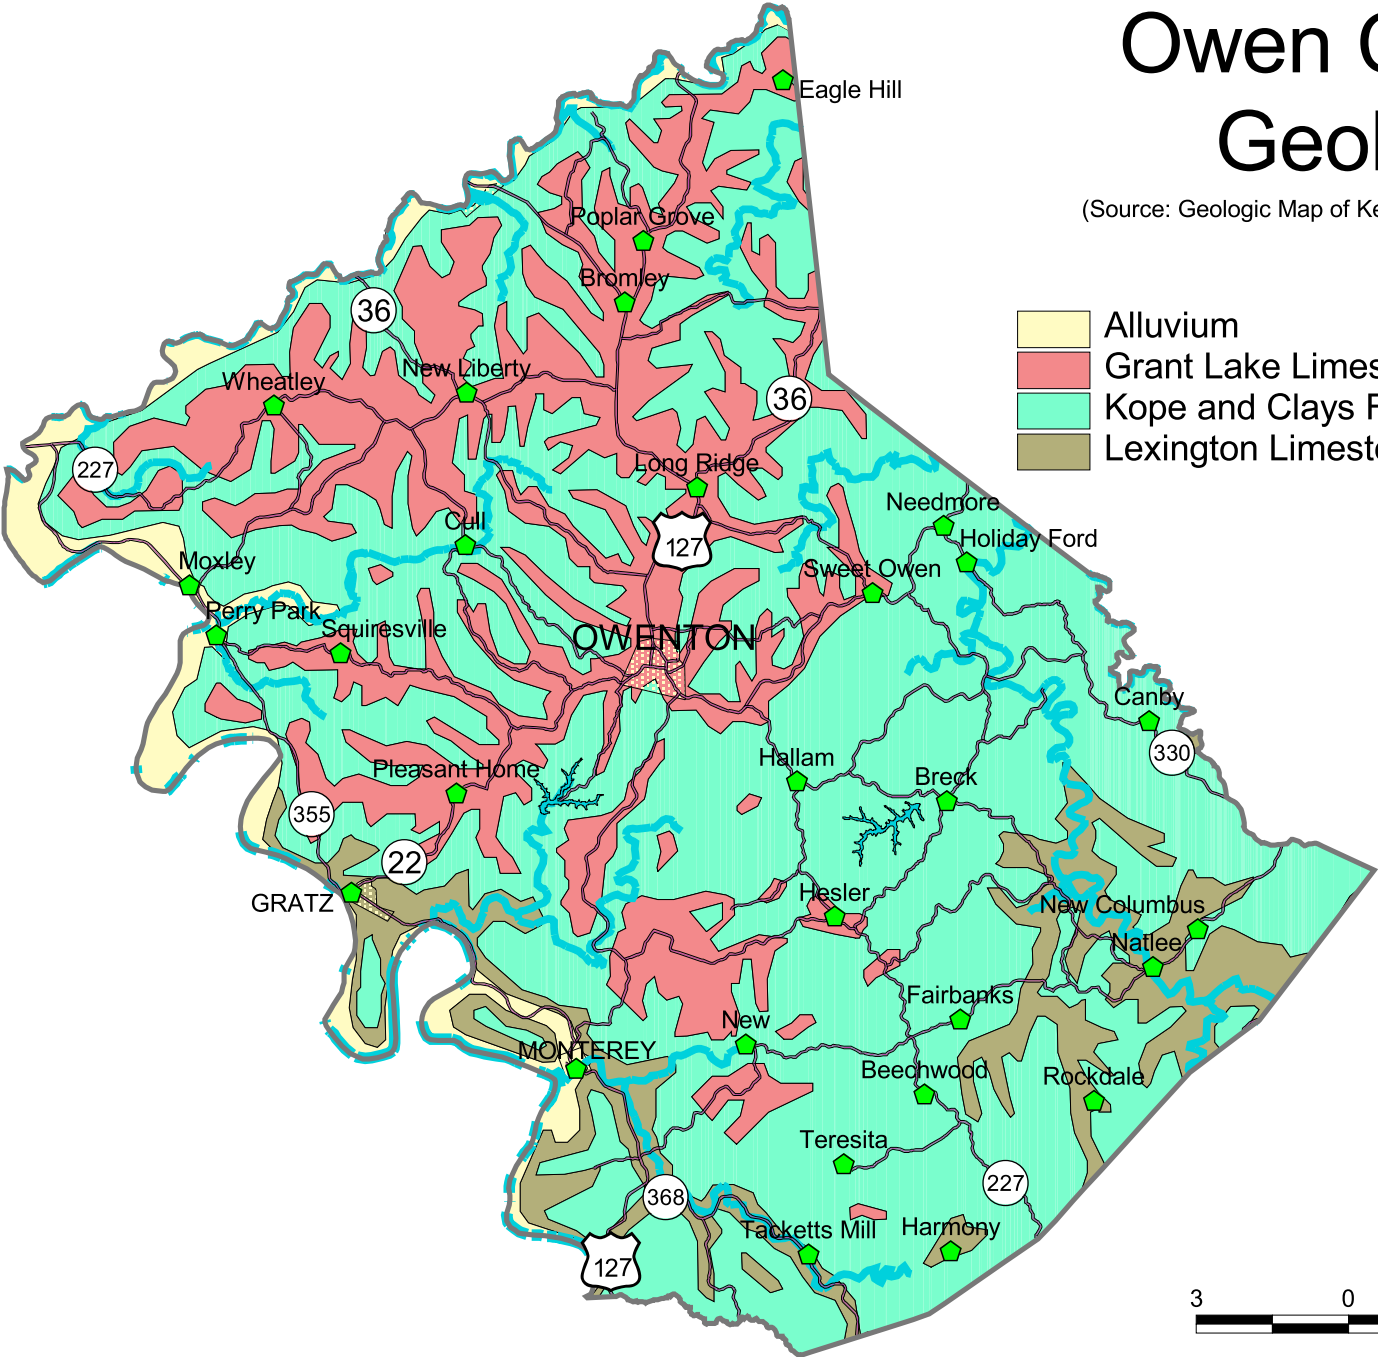 Owen
Geol
(Source: Geologic Map of Ke
Eagle Hill
Poplar Grove
Bromley
36
Alluvium
Grant Lake Limes
Kope and Clays F
Lexington Limest
New Liberty
Wheatley
36
227
Long Ridge
Needmore
Cull
127
Holiday Ford
Moxley
Sweet Owen
Perry Park
Squiresville
OWENTON
Canby
330
Hallam
Pleasant Home
Breck
355
22
GRATZ
Hesler
New Columbus
Natlee
Fairbanks
New
MONTEREY
Beechwood
Rockdale
Teresita
227
368
Tacketts Mill
Harmony
127
3 0